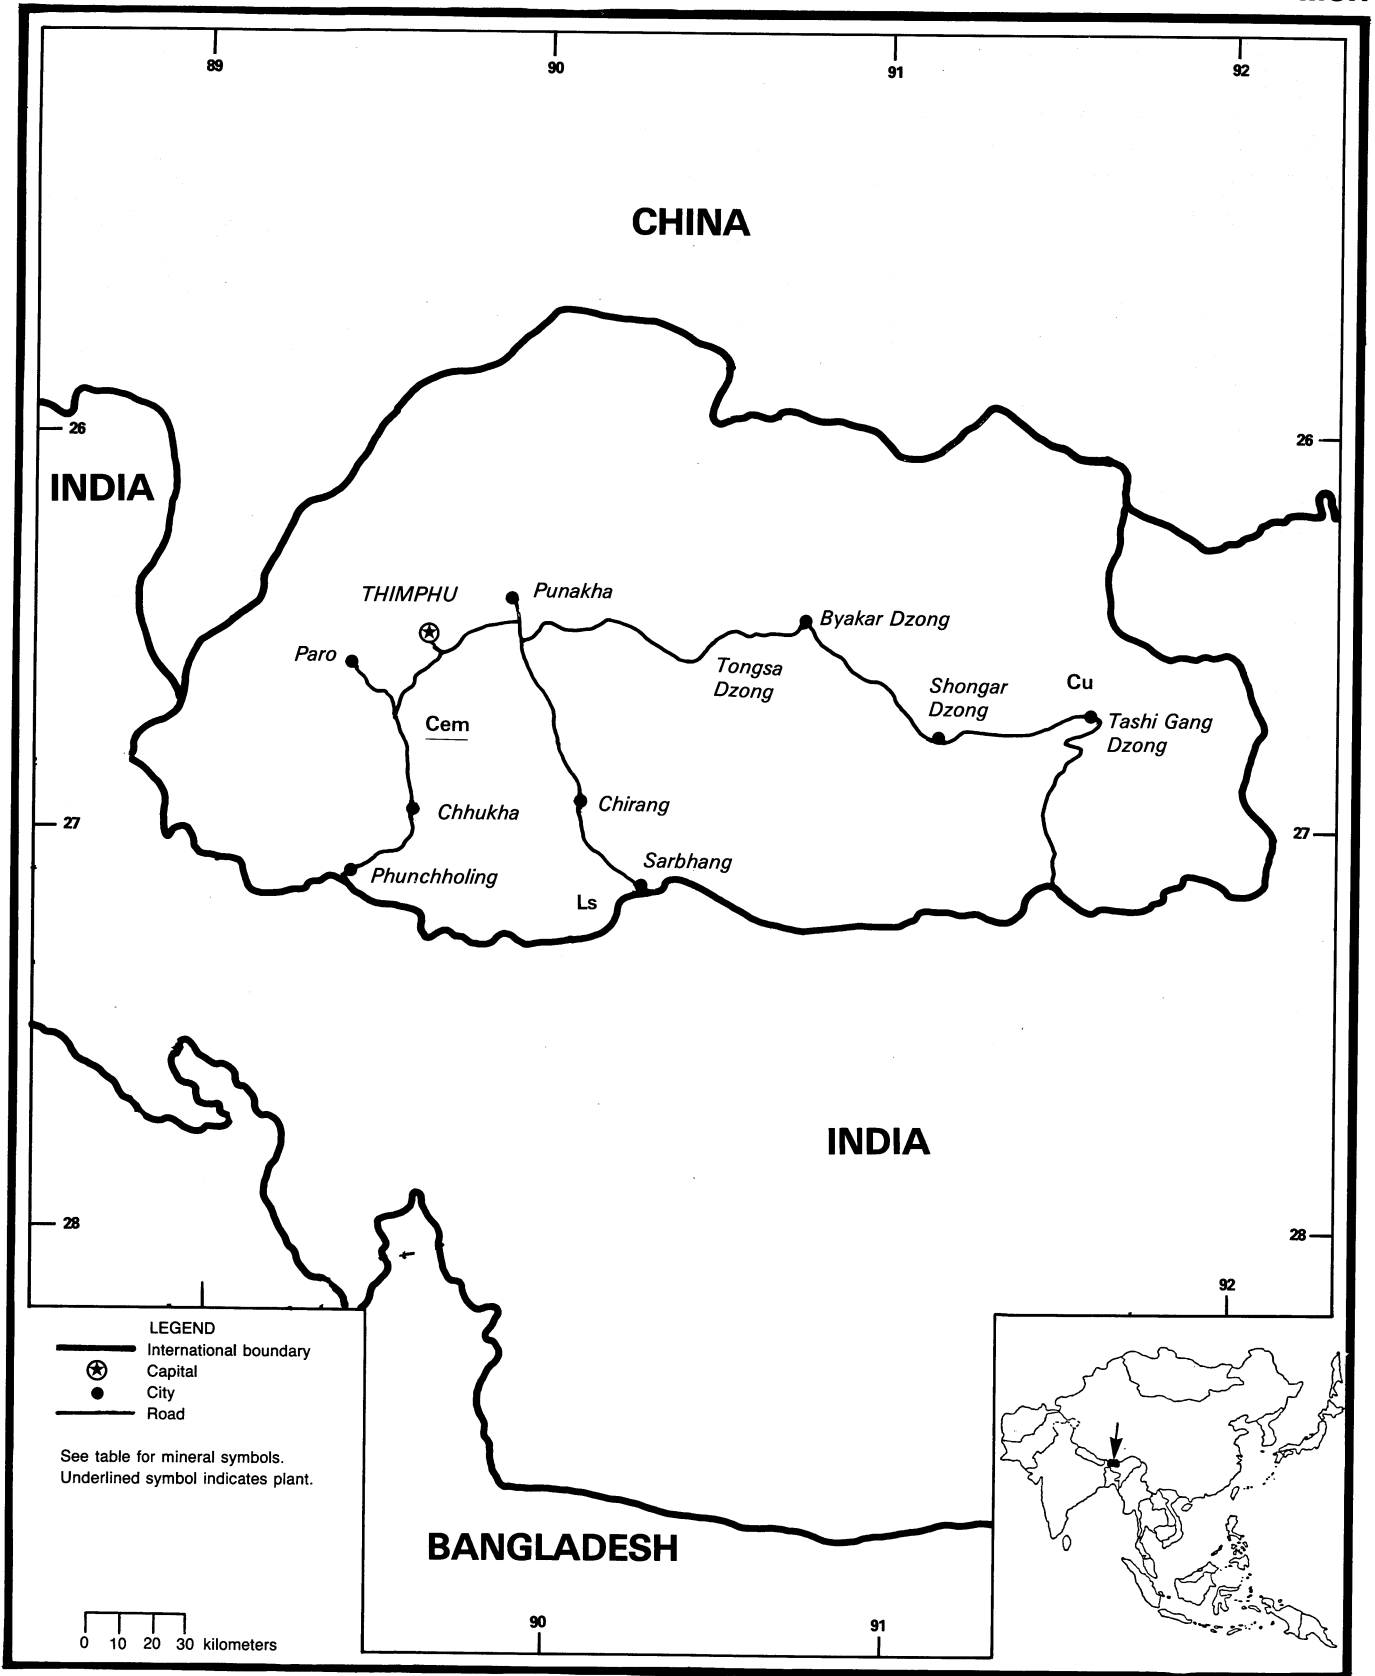 89
90
91
92
CHINA
26
26
INDIA
THIMPHU
Punakha
Byakar Dzong
Paro
Tongsa
Dzong
Shongar
Dzong
Cu
Tashi Gang
Dzong
Cem
Chhukha
Chirang
27
27
Sarbhang
Phunchholing
Ls
INDIA
28
28
92
LEGEND
International boundary
Capital
City
Road
See table for mineral symbols.
Underlined symbol indicates plant.
BANGLADESH
90
91
0 10 20 30 kilometers